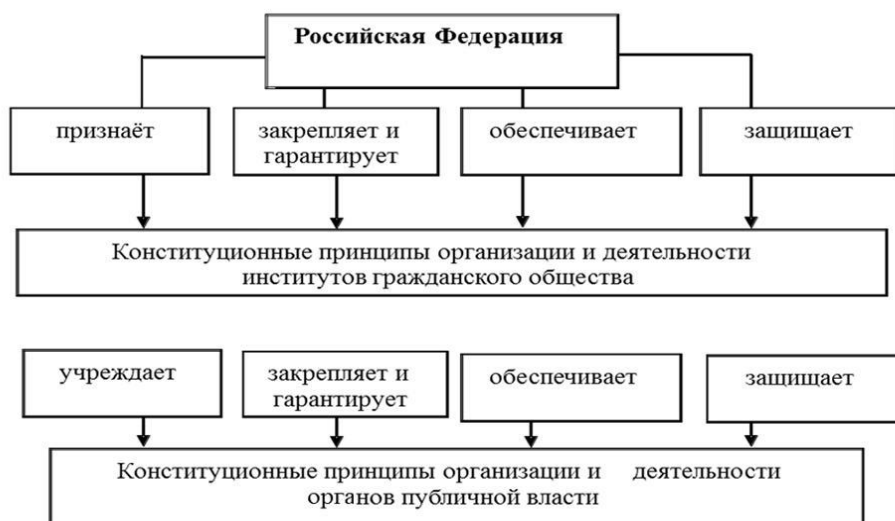 Российская Федерация
признаёт
закрепляет и
гарантирует
обеспечивает
защищает
Конституционные принципы организации и деятельности
институтов гражданского общества
учреждает
закрепляет и
гарантирует
обеспечивает
защищает
Конституционные принципы организации и деятельности
органов публичной власти